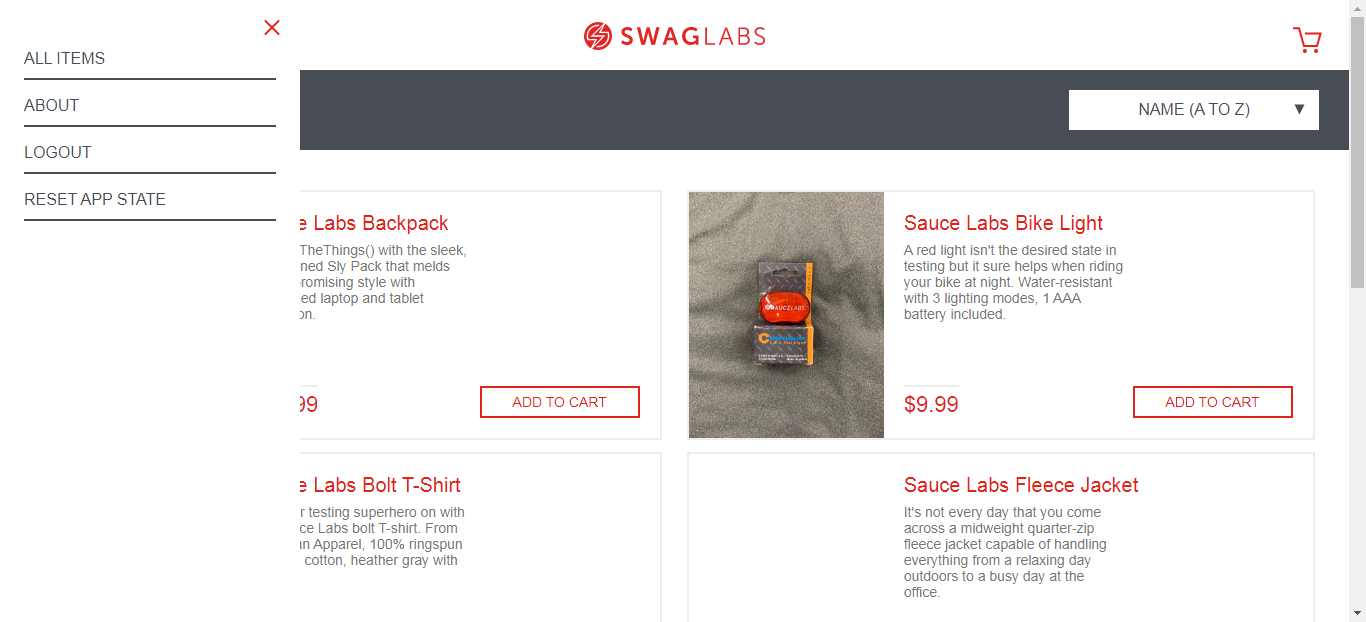 ALL ITEMS
ABOUT
LOGOUT
RESET APP STATE
SWAGLABS
NAME (A TO Z)
e Labs Backpack
TheThings() with the sleek,
ned Sly Pack that melds
romising style with
ed laptop and tablet
on.
99
ADD TO CART
Sauce Labs Bike Light
A red light isn't the desired state in
testing but it sure helps when riding
your bike at night. Water-resistant
with 3 lighting modes, 1 AAA
battery included.
$9.99
ADD TO CART
e Labs Bolt T-Shirt
r testing superhero on with
ce Labs bolt T-shirt. From
an Apparel, 100% ringspun
cotton, heather gray with
Sauce Labs Fleece Jacket
It's not every day that you come
across a midweight quarter-zip
fleece jacket capable of handling
everything from a relaxing day
outdoors to a busy day at the
office.